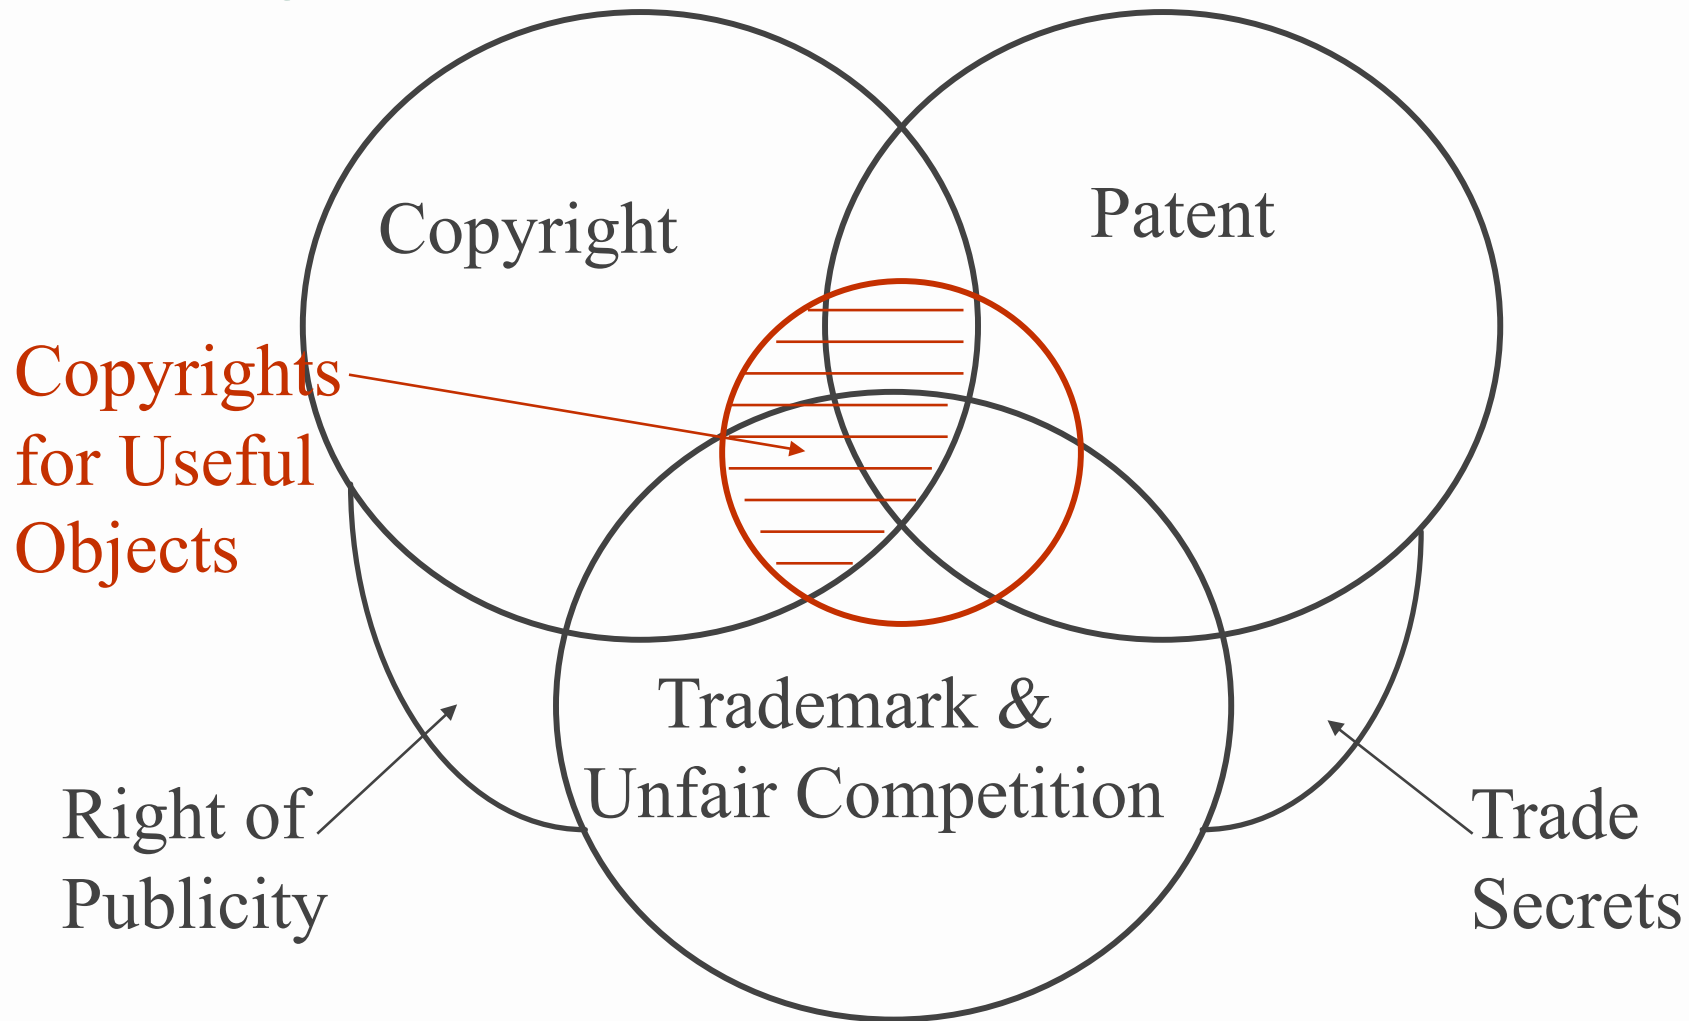 Copyright
Patent
Copyrights
for Useful
Objects
Trademark &
Unfair Competition
Right of
Publicity
Trade
Secrets